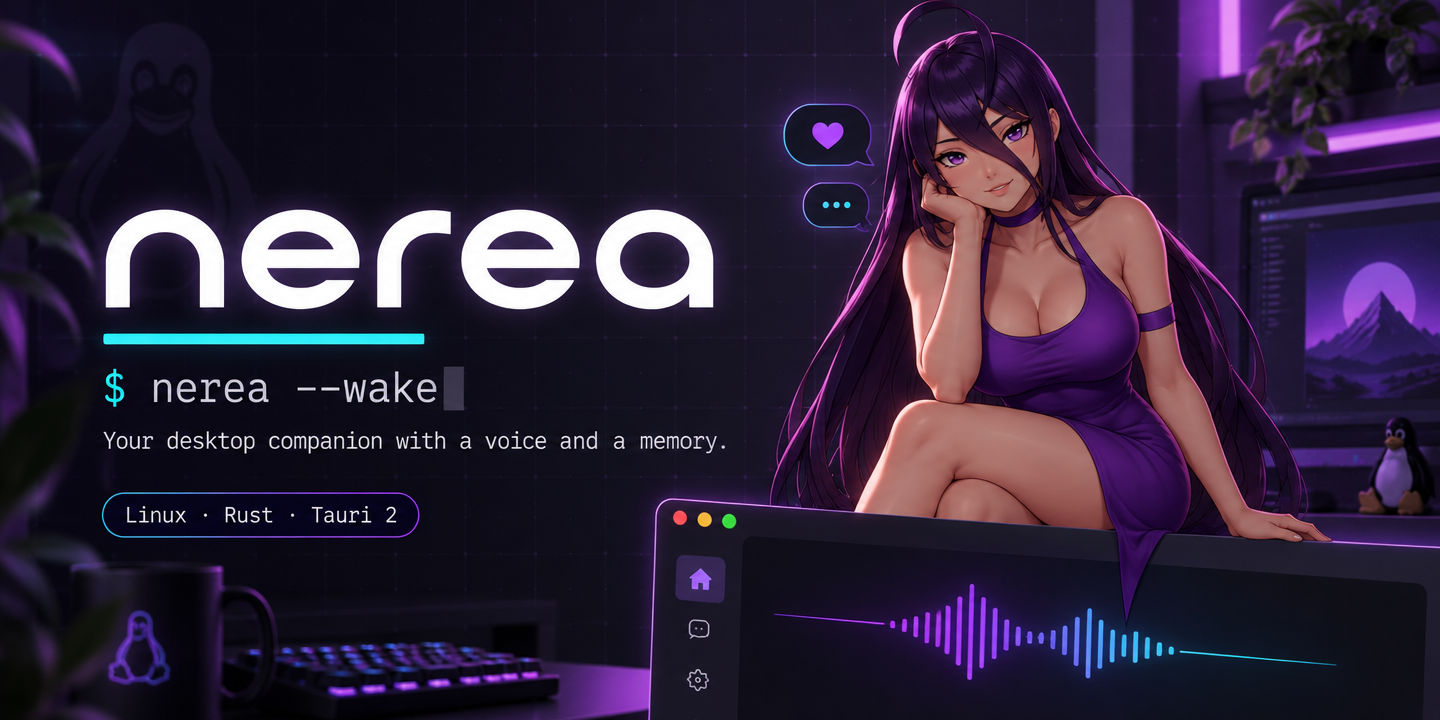 nerea
$ nerea --wake
Your desktop companion with a voice and a memory.
Linux · Rust · Tauri 2